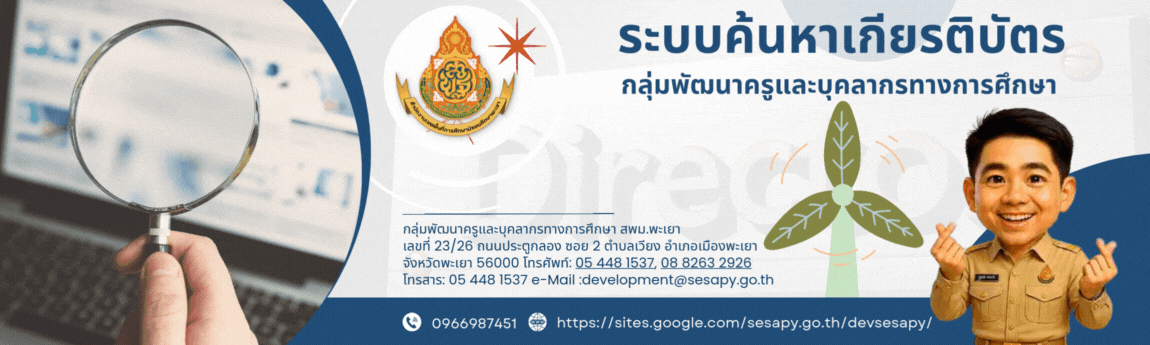 ระบบค้นหาเกียรติบัตร
กลุ่มพัฒนาครูและบุคลากรทางการศึกษา
Directo
กลุ่มพัฒนาครูและบุคลากรทางการศึกษา สพม.พะเยา
เลขที่ 23/26 ถนนประตูกลอง ซอย 2 ตำบลเวียง อำเภอเมืองพะเยา
จังหวัดพะเยา 56000 โทรศัพท์: 05 448 1537, 08 8263 2926
โทรสาร: 05 448 1537 e-Mail :development@sesapy.go.th
0966987451 https://sites.google.com/sesapy.go.th/devsesapy/